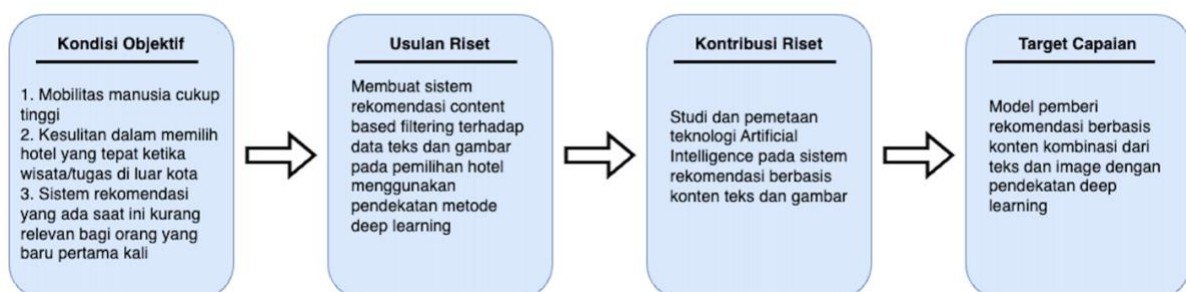 Kondisi Objektif
1. Mobilitas manusia cukup
tinggi
2. Kesulitan dalam memilih
hotel yang tepat ketika
wisata/tugas di luar kota
3. Sistem rekomendasi
yang ada saat ini kurang
relevan bagi orang yang
baru pertama kali
Usulan Riset
Membuat sistem
rekomendasi content
based filtering terhadap
data teks dan gambar
pada pemilihan hotel
menggunakan
pendekatan metode
deep learning
Kontribusi Riset
Studi dan pemetaan
teknologi Artificial
Intelligence pada sistem
rekomendasi berbasis
konten teks dan gambar
Target Capaian
Model pemberi
rekomendasi berbasis
konten kombinasi dari
teks dan image dengan
pendekatan deep
learning